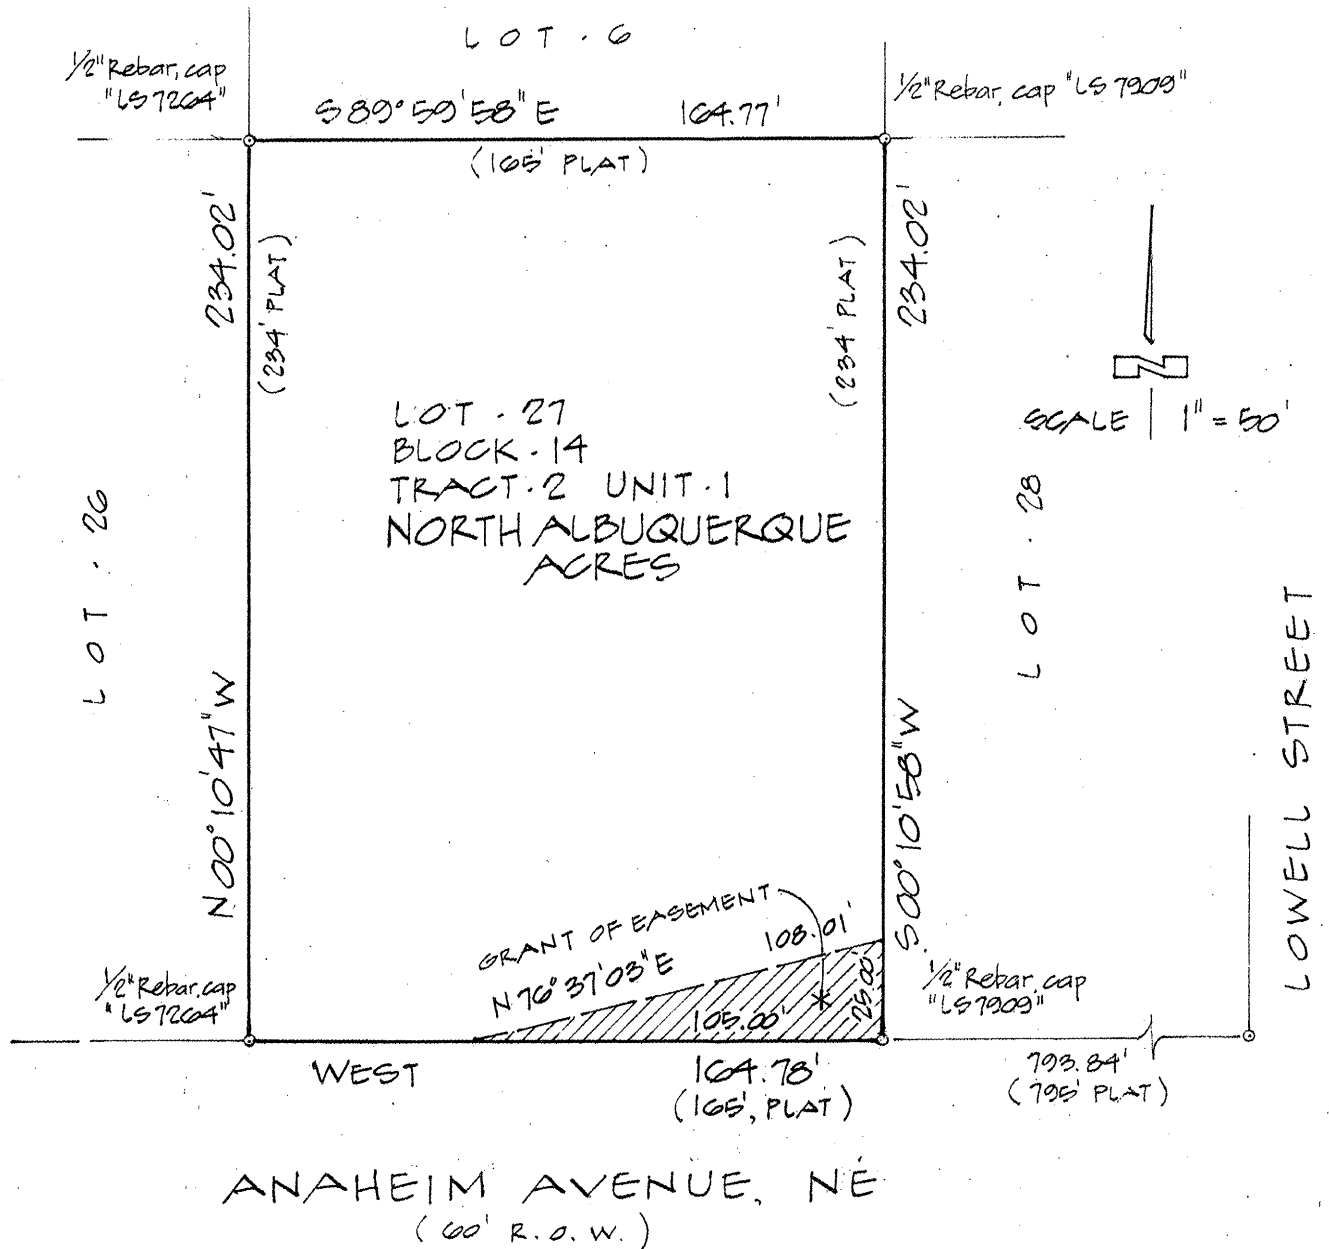 LOT · 6
1/2" Rebar, cap
"LS 7264"
S 89° 59' 58" E 164.77'
1/2" Rebar, cap "LS 7909"
(165' PLAT)
234.02'
(234' PLAT)
(234' PLAT)
234.02'
N
SCALE 1" = 50'
LOT · 27
BLOCK · 14
TRACT · 2 UNIT · 1
NORTH ALBUQUERQUE
ACRES
LOT · 26
LOT · 28
LOWELL STREET
N 00° 10' 47" W
S 00° 10' 58" W
GRANT OF EASEMENT
N 76° 37' 03" E 108.01'
105.00'
25.00'
1/2" Rebar, cap
"LS 7264"
1/2" Rebar, cap
"LS 7909"
WEST 164.78'
(165', PLAT)
793.84'
(795' PLAT)
ANAHEIM AVENUE, NE
(60' R.O.W.)